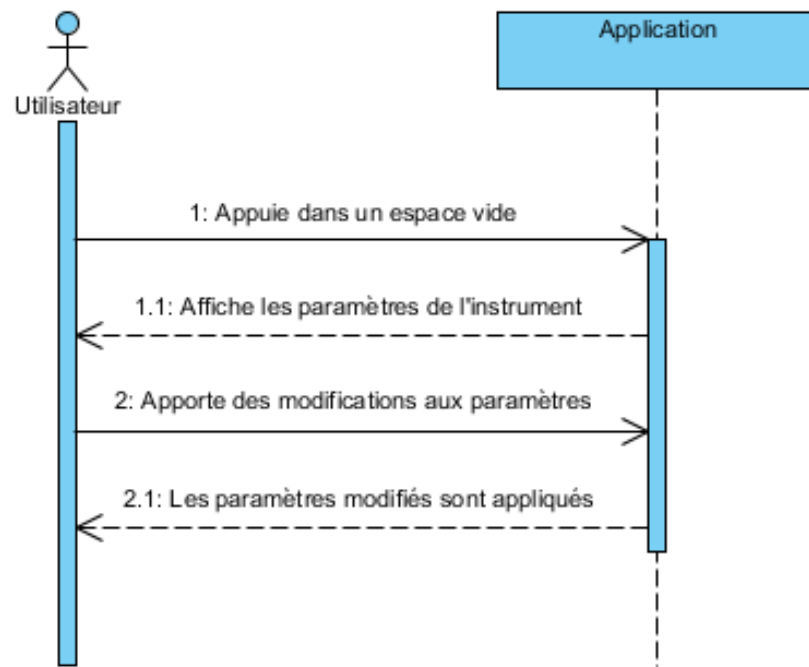 Utilisateur
Application
1: Appuie dans un espace vide
1.1: Affiche les paramètres de l'instrument
2: Apporte des modifications aux paramètres
2.1: Les paramètres modifiés sont appliqués